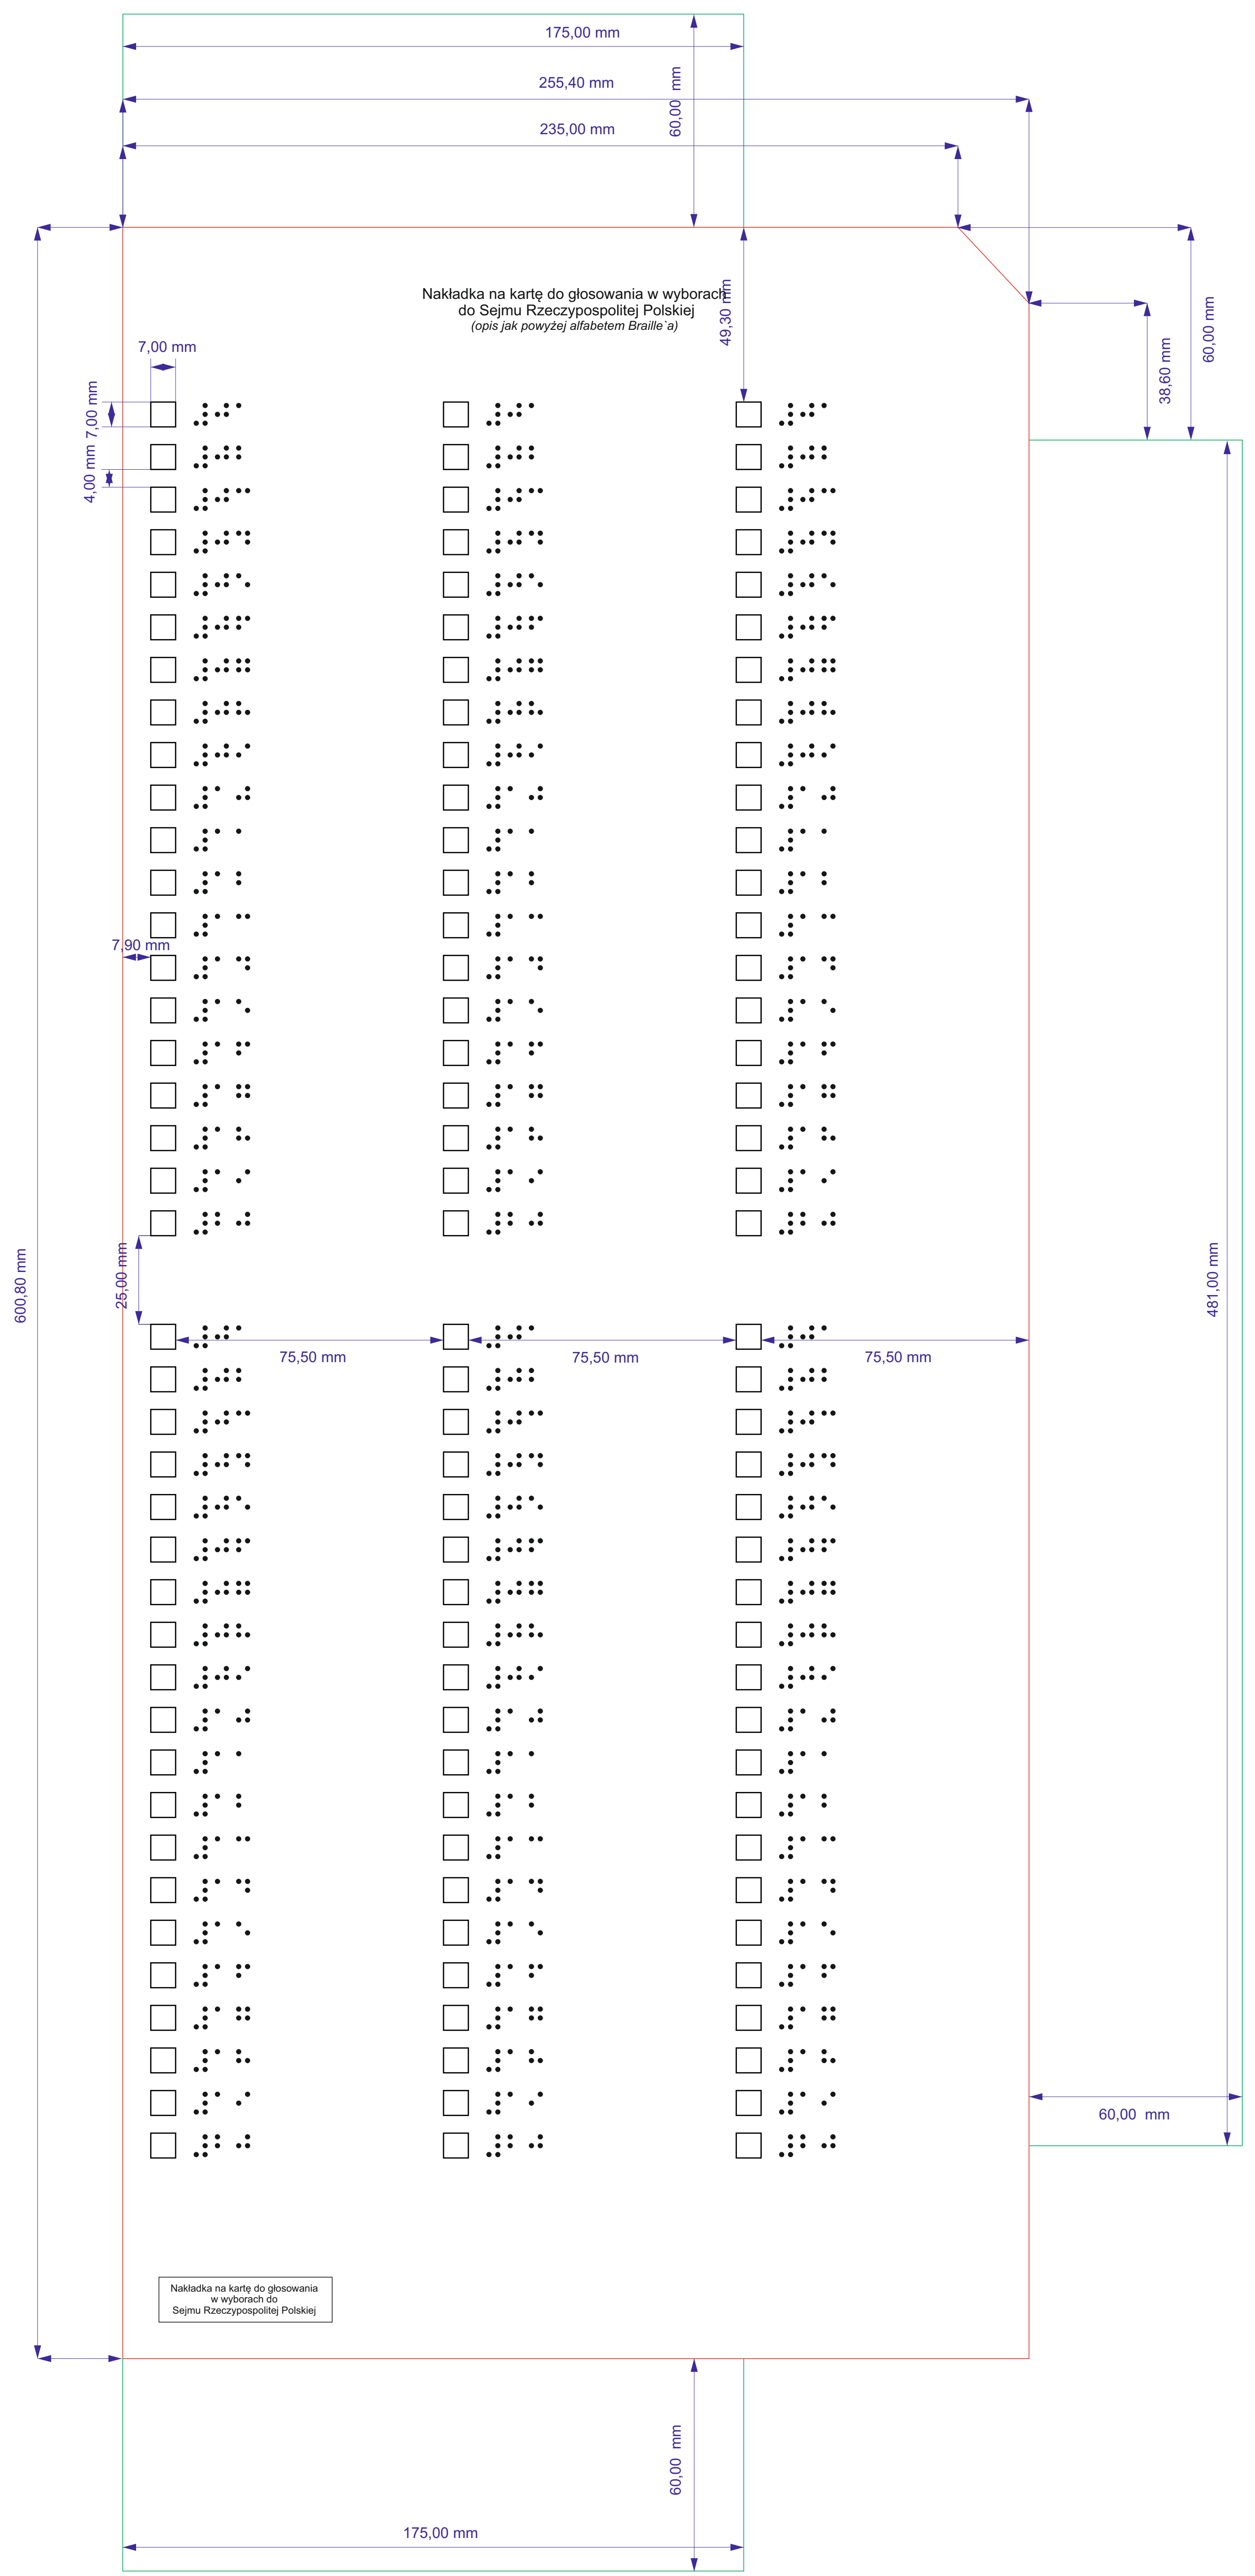 175,00 mm
60,00 mm
255,40 mm
235,00 mm
Nakładka na kartę do głosowania w wyborach
do Sejmu Rzeczypospolitej Polskiej
(opis jak powyżej alfabetem Braille`a)
49,30 mm
60,00 mm
38,60 mm
7,00 mm
7,00 mm
4,00 mm
⠼⠚⠁ ⠼⠚⠁ ⠼⠚⠁
⠼⠚⠃ ⠼⠚⠃ ⠼⠚⠃
⠼⠚⠉ ⠼⠚⠉ ⠼⠚⠉
⠼⠚⠙ ⠼⠚⠙ ⠼⠚⠙
⠼⠚⠑ ⠼⠚⠑ ⠼⠚⠑
⠼⠚⠋ ⠼⠚⠋ ⠼⠚⠋
⠼⠚⠛ ⠼⠚⠛ ⠼⠚⠛
⠼⠚⠓ ⠼⠚⠓ ⠼⠚⠓
⠼⠚⠊ ⠼⠚⠊ ⠼⠚⠊
⠼⠁⠚ ⠼⠁⠚ ⠼⠁⠚
⠼⠁⠁ ⠼⠁⠁ ⠼⠁⠁
⠼⠁⠃ ⠼⠁⠃ ⠼⠁⠃
⠼⠁⠉ ⠼⠁⠉ ⠼⠁⠉
7,90 mm
⠼⠁⠙ ⠼⠁⠙ ⠼⠁⠙
⠼⠁⠑ ⠼⠁⠑ ⠼⠁⠑
⠼⠁⠋ ⠼⠁⠋ ⠼⠁⠋
⠼⠁⠛ ⠼⠁⠛ ⠼⠁⠛
⠼⠁⠓ ⠼⠁⠓ ⠼⠁⠓
⠼⠁⠊ ⠼⠁⠊ ⠼⠁⠊
⠼⠃⠚ ⠼⠃⠚ ⠼⠃⠚
600,80 mm
25,00 mm
481,00 mm
⠼⠚⠁ ⠼⠚⠁ ⠼⠚⠁
75,50 mm 75,50 mm 75,50 mm
⠼⠚⠃ ⠼⠚⠃ ⠼⠚⠃
⠼⠚⠉ ⠼⠚⠉ ⠼⠚⠉
⠼⠚⠙ ⠼⠚⠙ ⠼⠚⠙
⠼⠚⠑ ⠼⠚⠑ ⠼⠚⠑
⠼⠚⠋ ⠼⠚⠋ ⠼⠚⠋
⠼⠚⠛ ⠼⠚⠛ ⠼⠚⠛
⠼⠚⠓ ⠼⠚⠓ ⠼⠚⠓
⠼⠚⠊ ⠼⠚⠊ ⠼⠚⠊
⠼⠁⠚ ⠼⠁⠚ ⠼⠁⠚
⠼⠁⠁ ⠼⠁⠁ ⠼⠁⠁
⠼⠁⠃ ⠼⠁⠃ ⠼⠁⠃
⠼⠁⠉ ⠼⠁⠉ ⠼⠁⠉
⠼⠁⠙ ⠼⠁⠙ ⠼⠁⠙
⠼⠁⠑ ⠼⠁⠑ ⠼⠁⠑
⠼⠁⠋ ⠼⠁⠋ ⠼⠁⠋
⠼⠁⠛ ⠼⠁⠛ ⠼⠁⠛
⠼⠁⠓ ⠼⠁⠓ ⠼⠁⠓
⠼⠁⠊ ⠼⠁⠊ ⠼⠁⠊
60,00 mm
⠼⠃⠚ ⠼⠃⠚ ⠼⠃⠚
Nakładka na kartę do głosowania
w wyborach do
Sejmu Rzeczypospolitej Polskiej
60,00 mm
175,00 mm